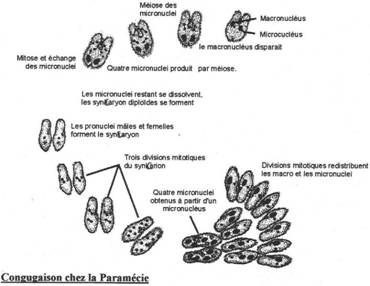 Méiose des
micronuclei
Macronucléus
Microcucléus
le macronucléus disparait
Mitose et échange
des micronuclei
Quatre micronuclei produit par méiose.
Les micronuclei restant se dissolvent,
les synkaryon diploïdes se forment
Les pronuclei mâles et femelles
forment le synkaryon
Trois divisions mitotiques
du synkarion
Divisions mitotiques redistribuent
les macro et les micronuclei
Quatre micronuclei
obtenus à partir d'un
micronucléus
Congugaison chez la Paramécie